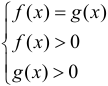 f(x) = g(x)
f(x) > 0
g(x) > 0